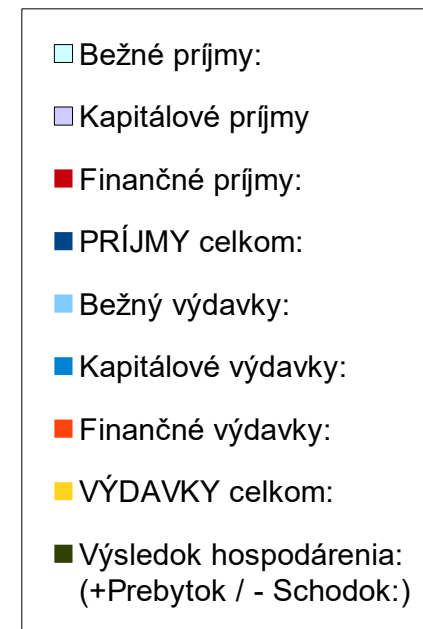 Bežné príjmy:
Kapitálové príjmy
Finančné príjmy:
PRÍJMY celkom:
Bežný výdavky:
Kapitálové výdavky:
Finančné výdavky:
VÝDAVKY celkom:
Výsledok hospodárenia:
(+Prebytok / - Schodok:)